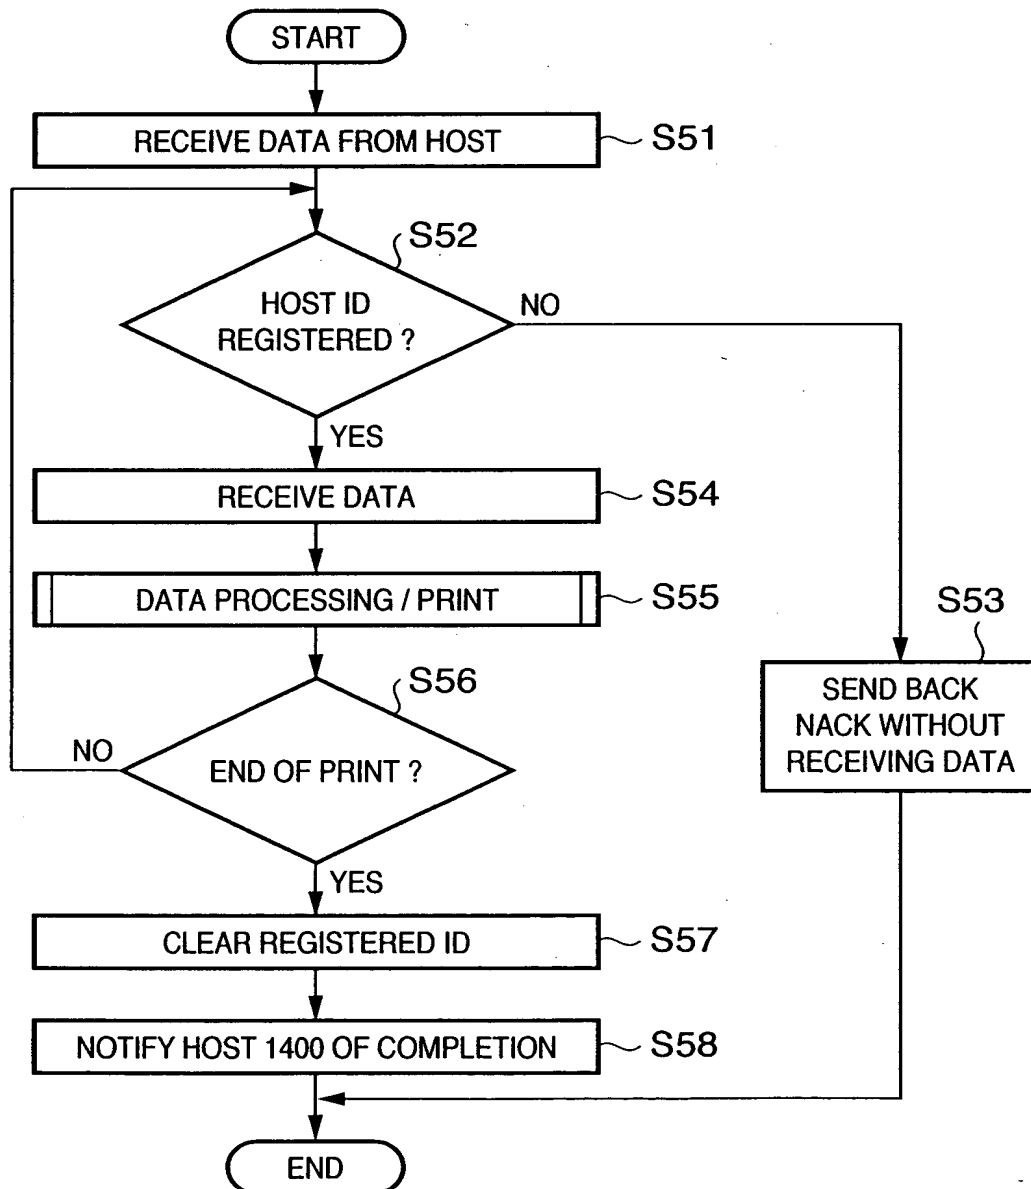 START
RECEIVE DATA FROM HOST
S51
S52
HOST ID
REGISTERED ?
NO
YES
RECEIVE DATA
S54
DATA PROCESSING / PRINT
S55
S53
SEND BACK
NACK WITHOUT
RECEIVING DATA
S56
NO
END OF PRINT ?
YES
CLEAR REGISTERED ID
S57
NOTIFY HOST 1400 OF COMPLETION
S58
END